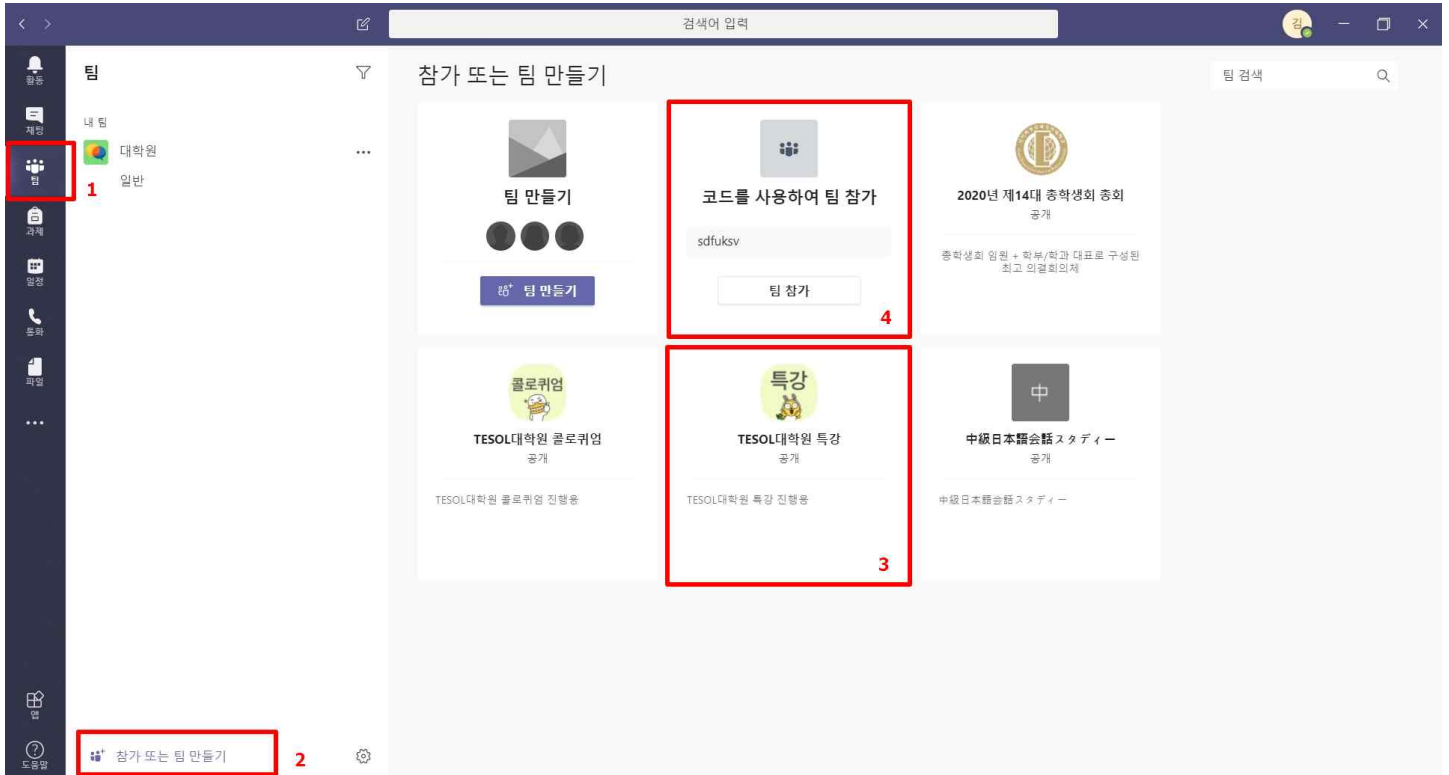 검색어 입력
김
활동
채팅
팀
1
과제
일정
통화
파일
앱
도움말
팀
내 팀
대학원
일반
참가 또는 팀 만들기
2
참가 또는 팀 만들기
팀 검색
팀 만들기
팀 만들기
코드를 사용하여 팀 참가
sdfuksv
팀 참가
4
2020년 제14대 총학생회 총회
공개
총학생회 임원 + 학부/학과 대표로 구성된
최고 의결회의체
콜로퀴엄
TESOL대학원 콜로퀴엄
공개
TESOL대학원 콜로퀴엄 진행용
특강
TESOL대학원 특강
공개
TESOL대학원 특강 진행용
3
中
中級日本語会話スタディー
공개
中級日本語会話スタディー